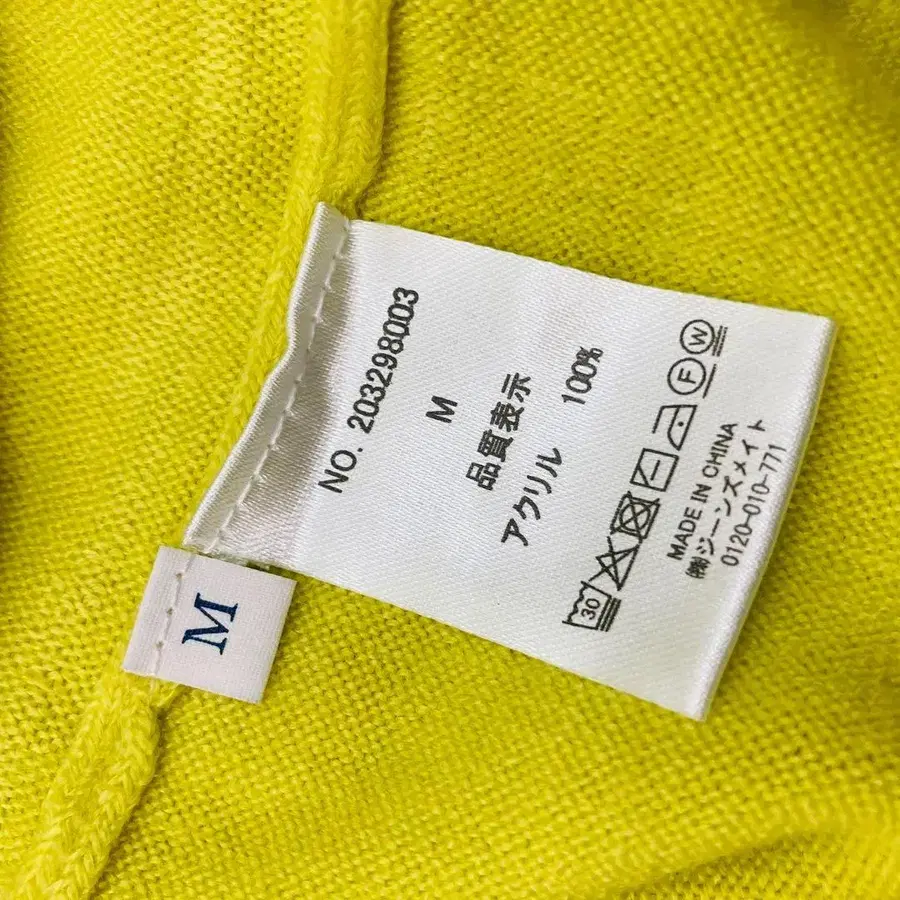 NO. 203298003
M
品質表示
アクリル 100%
30 F W
MADE IN CHINA
㈱ジーンズメイト
0120-010-771
M